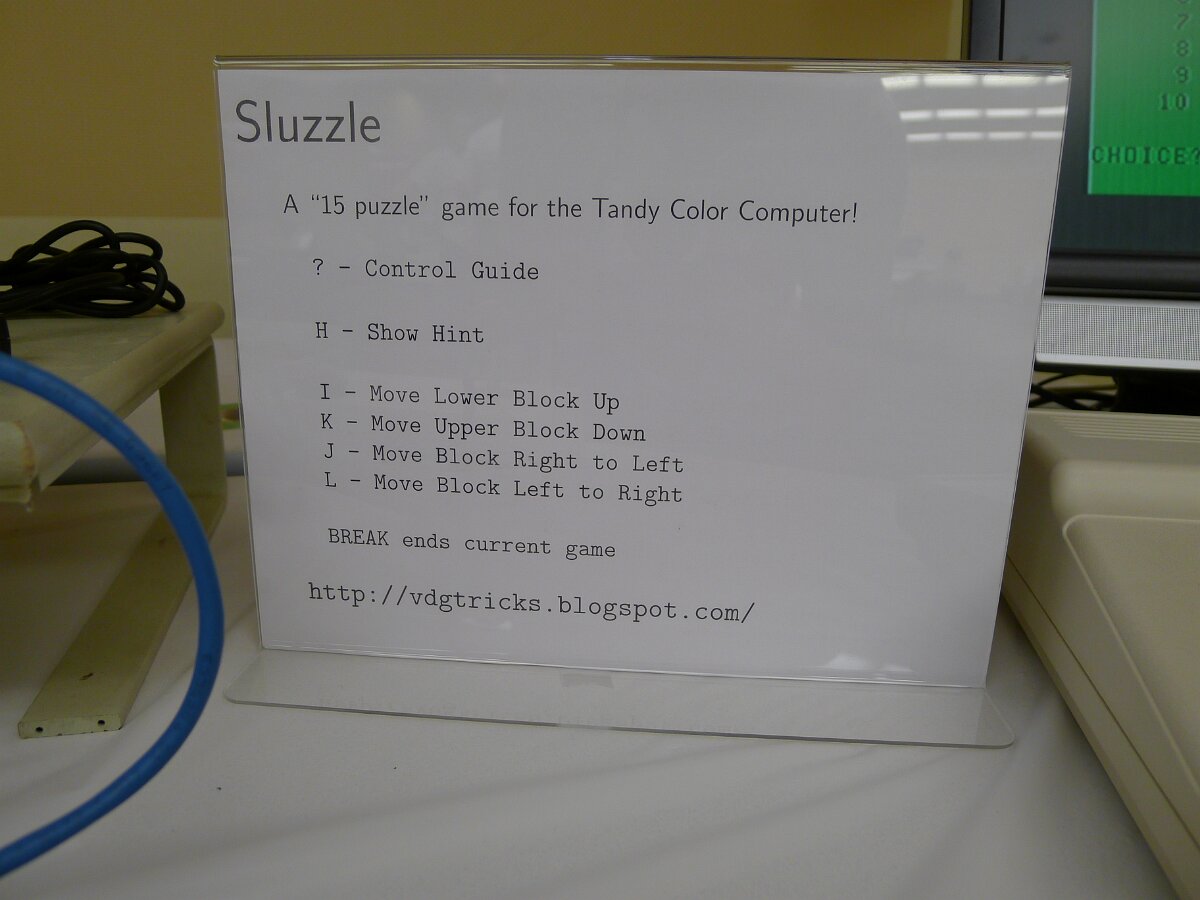 Sluzzle
A “15 puzzle” game for the Tandy Color Computer!
? - Control Guide
H - Show Hint
I - Move Lower Block Up
K - Move Upper Block Down
J - Move Block Right to Left
L - Move Block Left to Right
BREAK ends current game
http://vdgtricks.blogspot.com/
7
8
9
10
CHOICE?